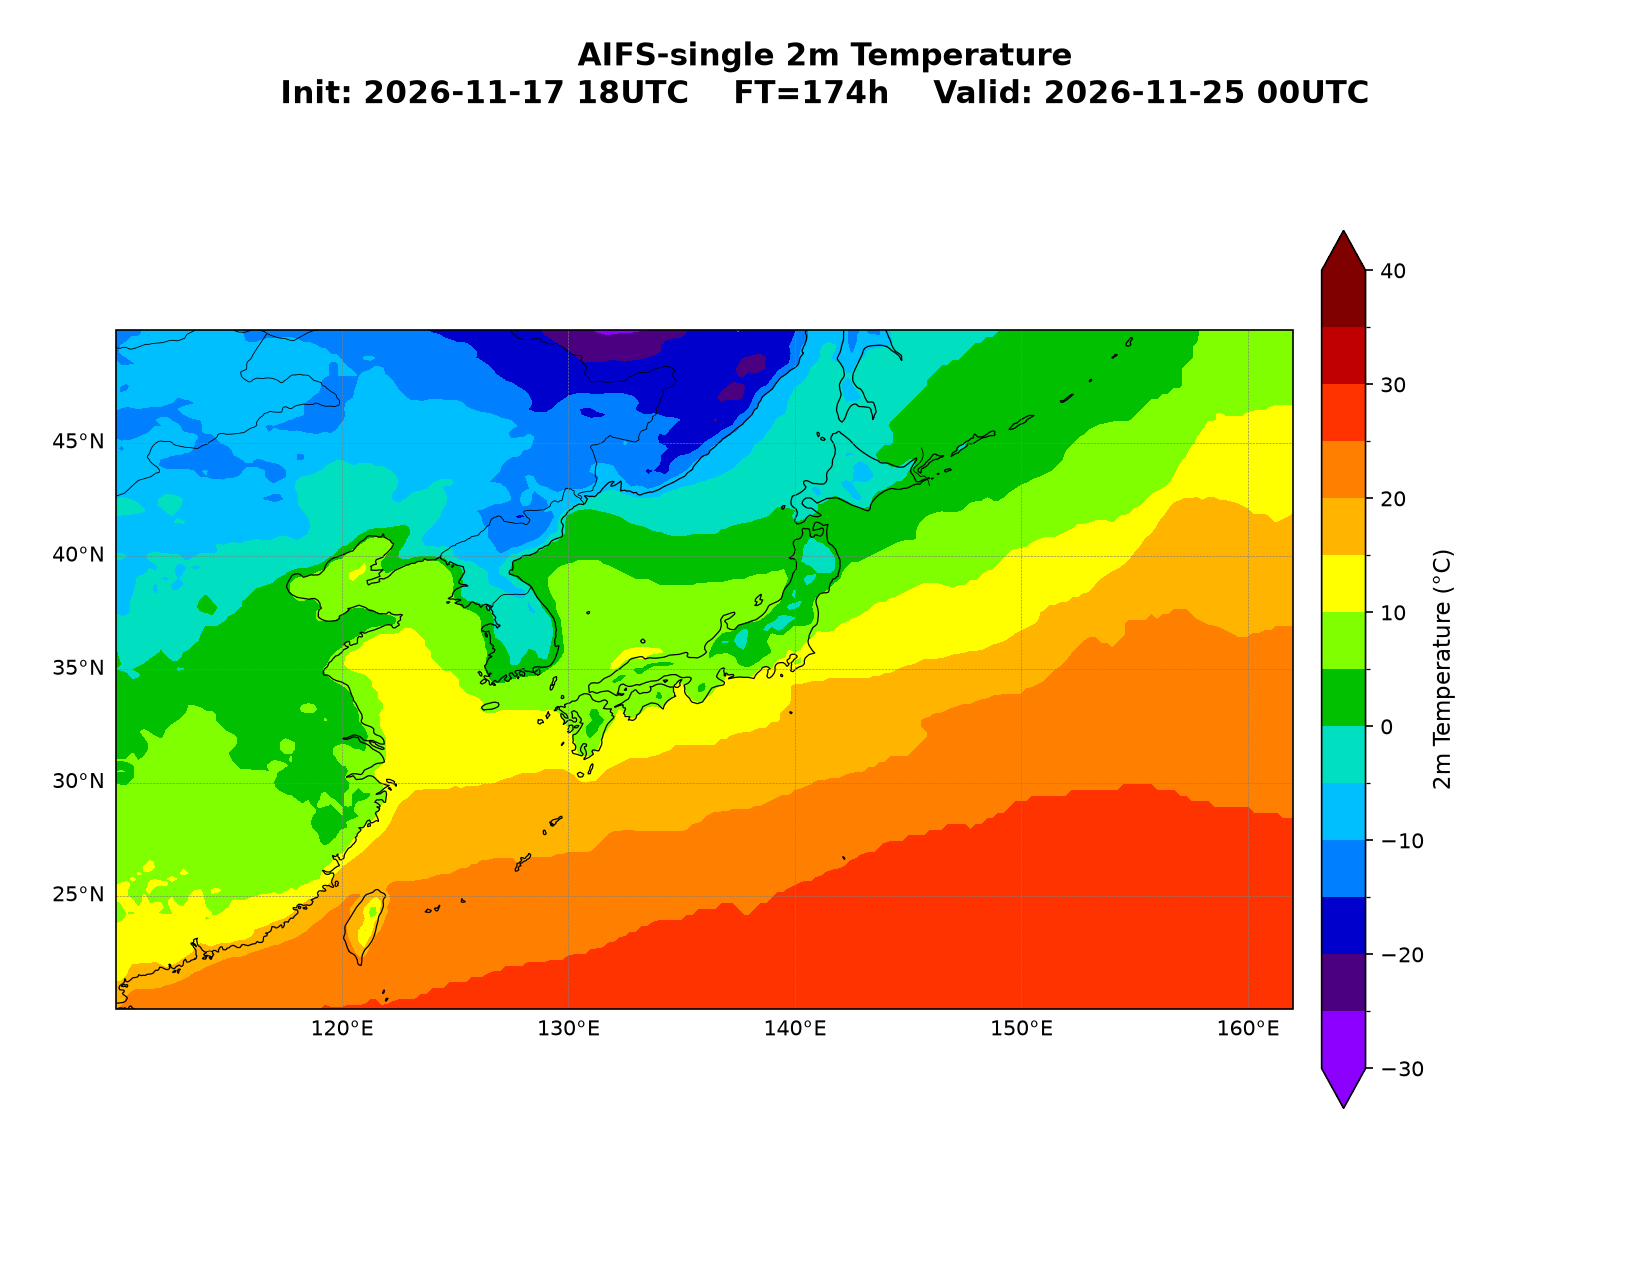 AIFS-single 2m Temperature
Init: 2026-11-17 18UTC    FT=174h    Valid: 2026-11-25 00UTC
40
30
20
10
0
−10
−20
−30
2m Temperature (°C)
45°N
40°N
35°N
30°N
25°N
120°E
130°E
140°E
150°E
160°E